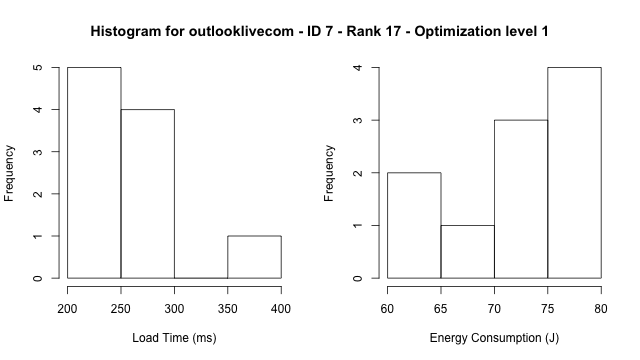 Histogram for outlooklivecom - ID 7 - Rank 17 - Optimization level 1
Frequency
5
4
3
2
1
0
200 250 300 350 400
Load Time (ms)
Frequency
4
3
2
1
0
60 65 70 75 80
Energy Consumption (J)